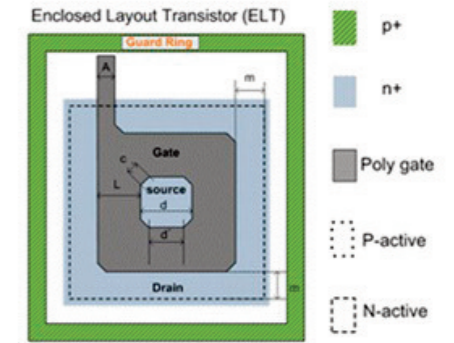 Enclosed Layout Transistor (ELT)
Guard Ring
A
m
Gate
c
L
source
d
d'
Drain
m
p+
n+
Poly gate
P-active
N-active